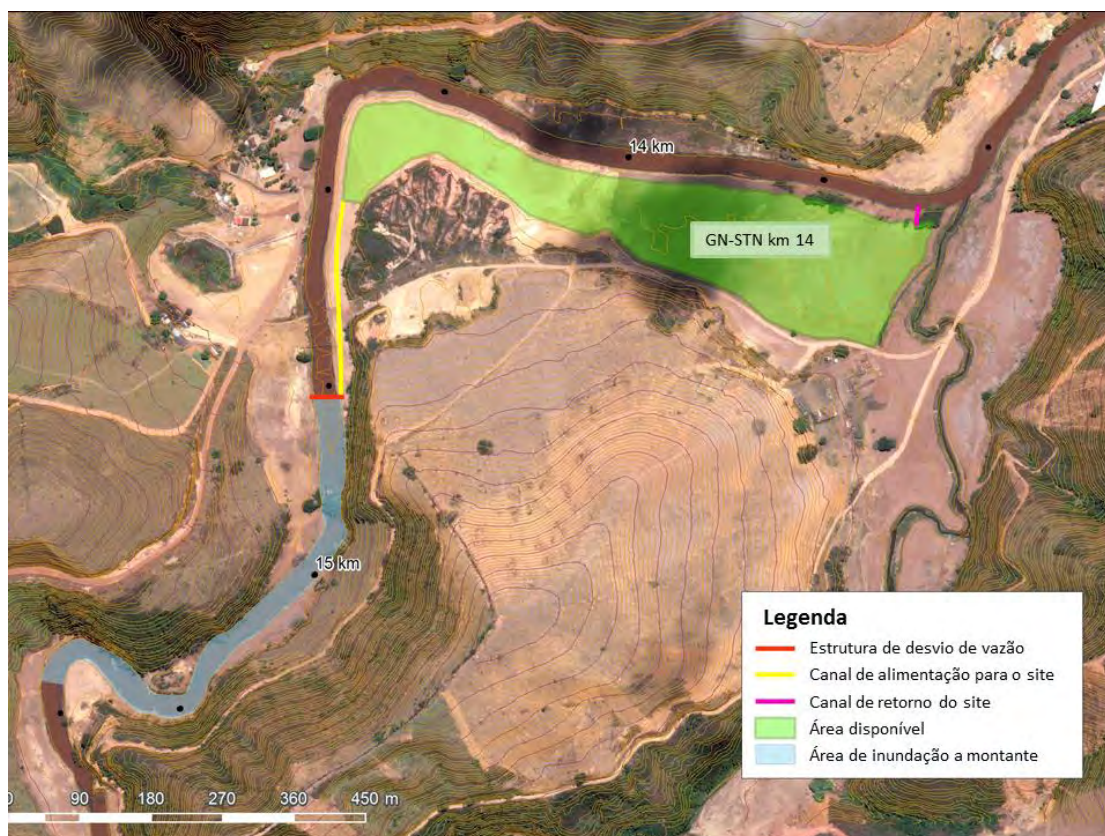 14 km
GN-STN km 14
15 km
Legenda
Estrutura de desvio de vazão
Canal de alimentação para o site
Canal de retorno do site
Área disponível
Área de inundação a montante
0 90 180 270 360 450 m